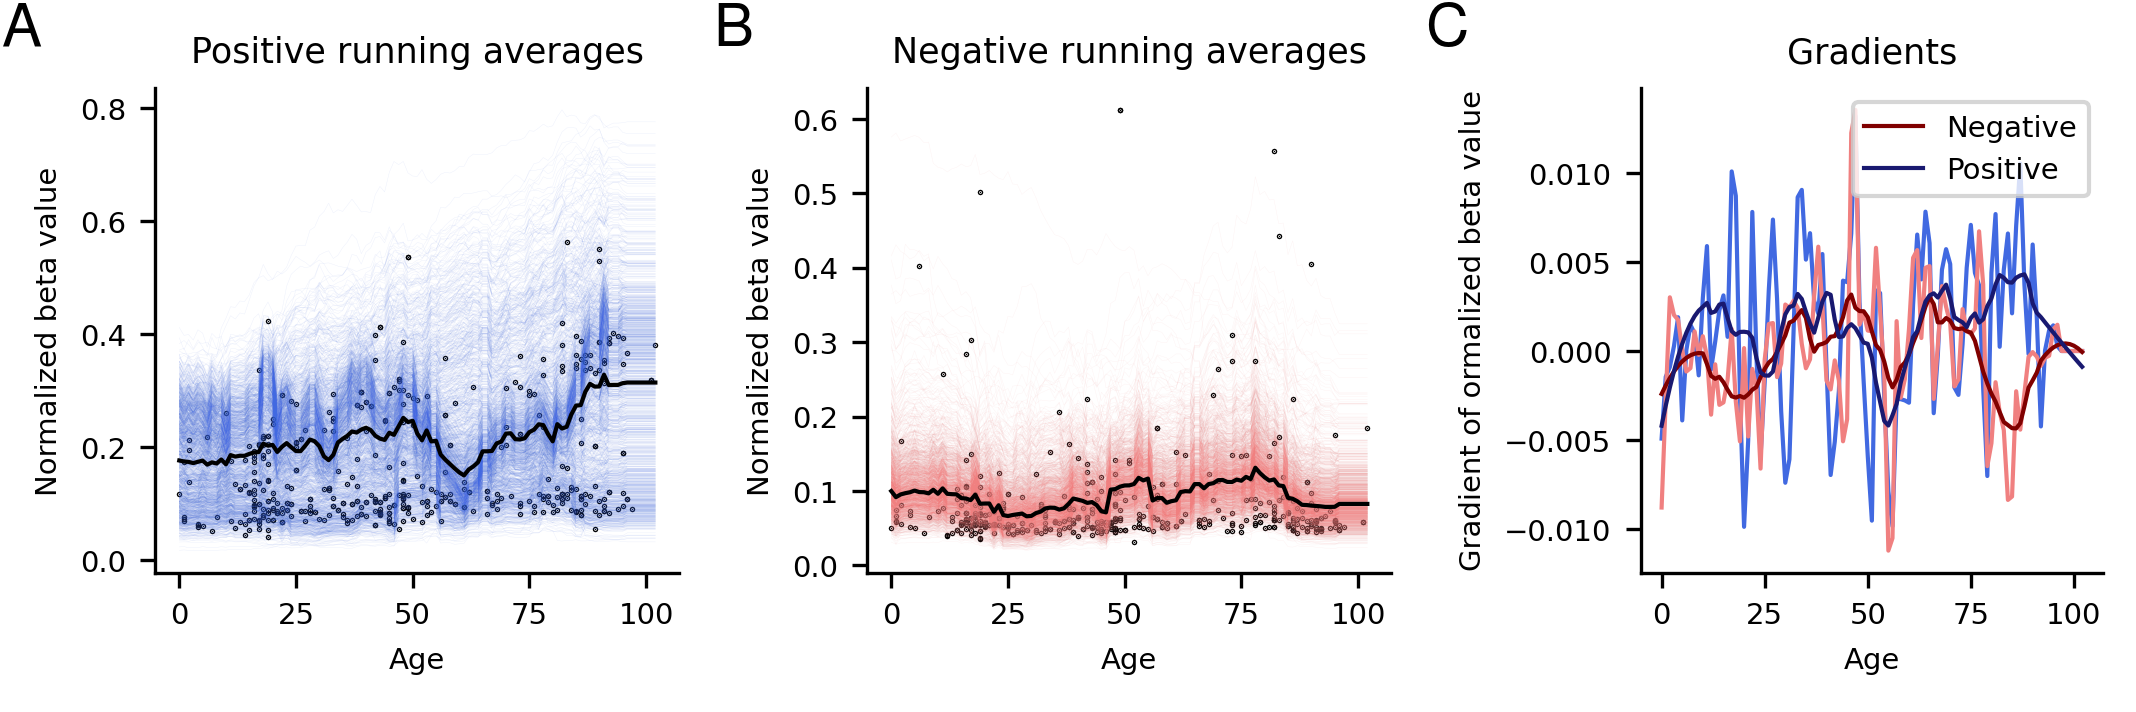 A
Positive running averages
Normalized beta value
0.8
0.6
0.4
0.2
0.0
0
25
50
75
100
Age
B
Negative running averages
Normalized beta value
0.6
0.5
0.4
0.3
0.2
0.1
0.0
0
25
50
75
100
Age
C
Gradients
Gradient of ormalized beta value
0.010
0.005
0.000
−0.005
−0.010
Negative
Positive
0
25
50
75
100
Age